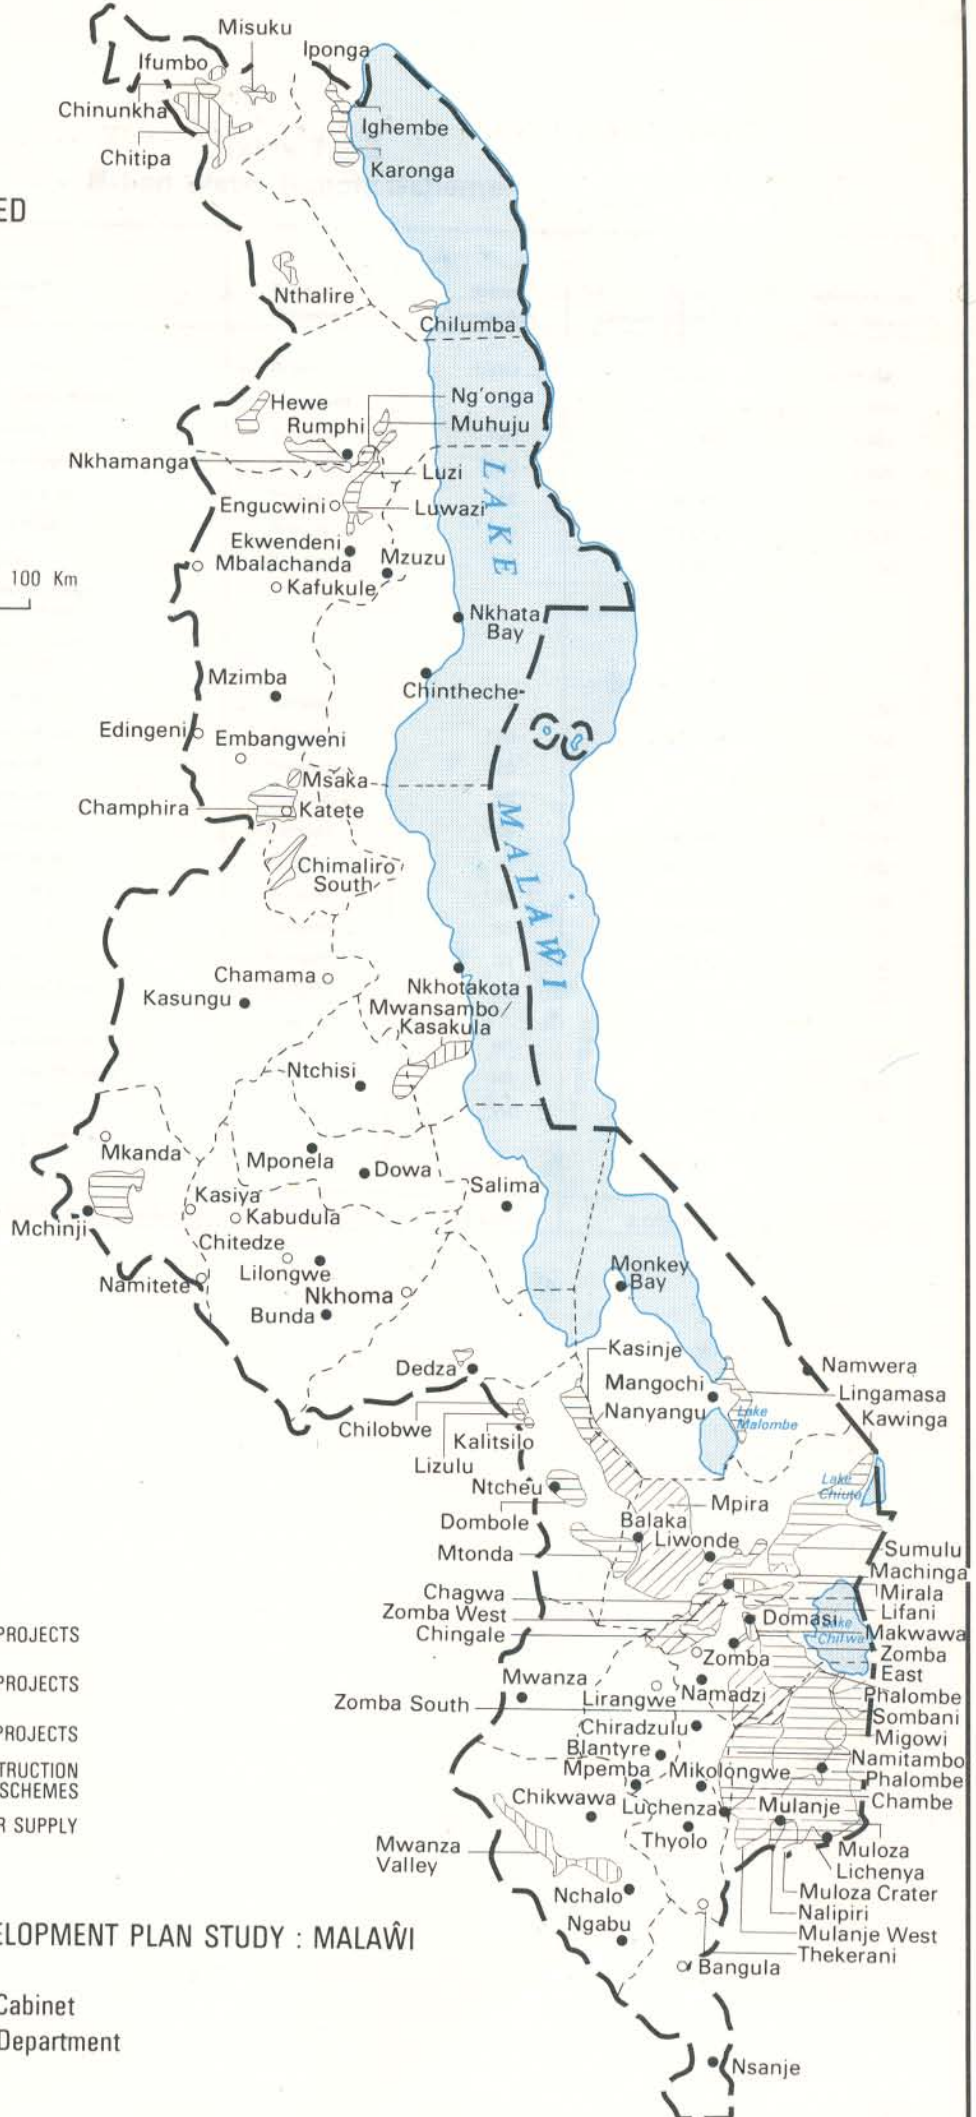 Misuku
Iponga
Ifumbo
Chinunkha
Ighembe
Chitipa
Karonga
ED
Nthalire
Chilumba
Hewe
Ng'onga
Rumphi
Muhuju
Nkhamanga
Luzi
LAKE
Engucwini
Luwazi
Ekwendeni
Mbalachanda
Mzuzu
100 Km
Kafukule
Nkhata
Bay
Mzimba
Chintheche
Edingeni
Embangweni
Msaka
Champhira
Katete
MALAŴI
Chimaliro
South
Chamama
Nkhotakota
Kasungu
Mwansambo/
Kasakula
Ntchisi
Mkanda
Mponela
Dowa
Salima
Kasiya
Kabudula
Mchinji
Chitedze
Lilongwe
Monkey
Bay
Namitete
Nkhoma
Bunda
Kasinje
Dedza
Namwera
Mangochi
Lingamasa
Nanyangu
Lake
Malombe
Kawinga
Chilobwe
Kalitsilo
Lizulu
Lake
Chiuta
Ntcheu
Mpira
Dombole
Balaka
Liwonde
Mtonda
Sumulu
Machinga
Chagwa
Mirala
Zomba West
Lifani
Domasi
Lake
Chilwa
Chingale
Makwawa
PROJECTS
Zomba
Zomba
East
Mwanza
PROJECTS
Lirangwe
Namadzi
Phalombe
Zomba South
Sombani
Chiradzulu
Migowi
PROJECTS
Blantyre
Namitambo
Mpemba
Mikolongwe
Phalombe
TRUCTION
SCHEMES
Chikwawa
Luchenza
Mulanje
Chambe
R SUPPLY
Thyolo
Mwanza
Valley
Muloza
Lichenya
Nchalo
Muloza Crater
Nalipiri
Ngabu
Mulanje West
Thekerani
Bangula
ELOPMENT PLAN STUDY : MALAŴI
Cabinet
Department
Nsanje